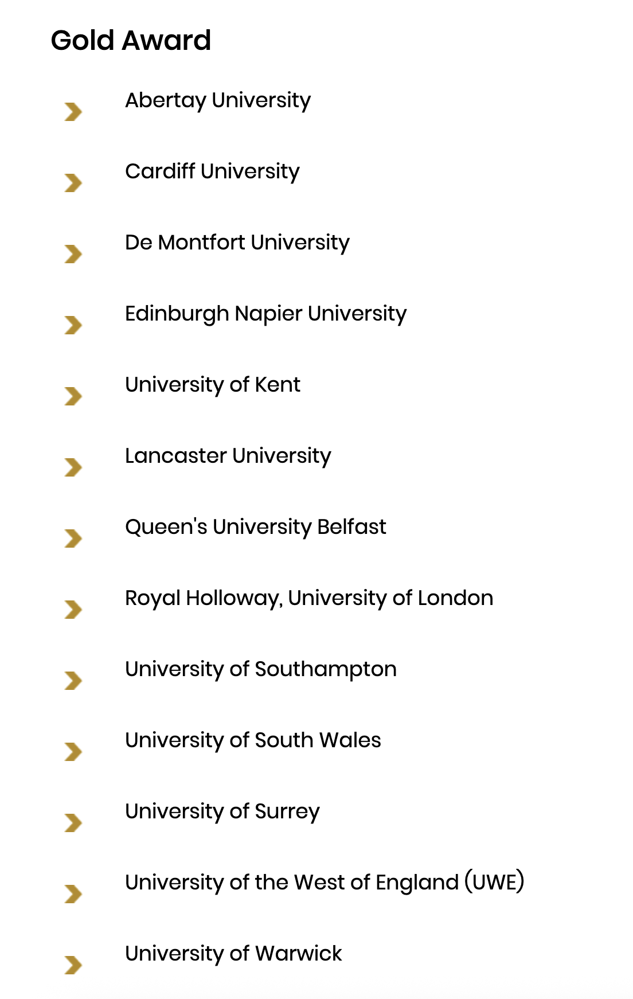 Gold Award
Abertay University
Cardiff University
De Montfort University
Edinburgh Napier University
University of Kent
Lancaster University
Queen's University Belfast
Royal Holloway, University of London
University of Southampton
University of South Wales
University of Surrey
University of the West of England (UWE)
University of Warwick